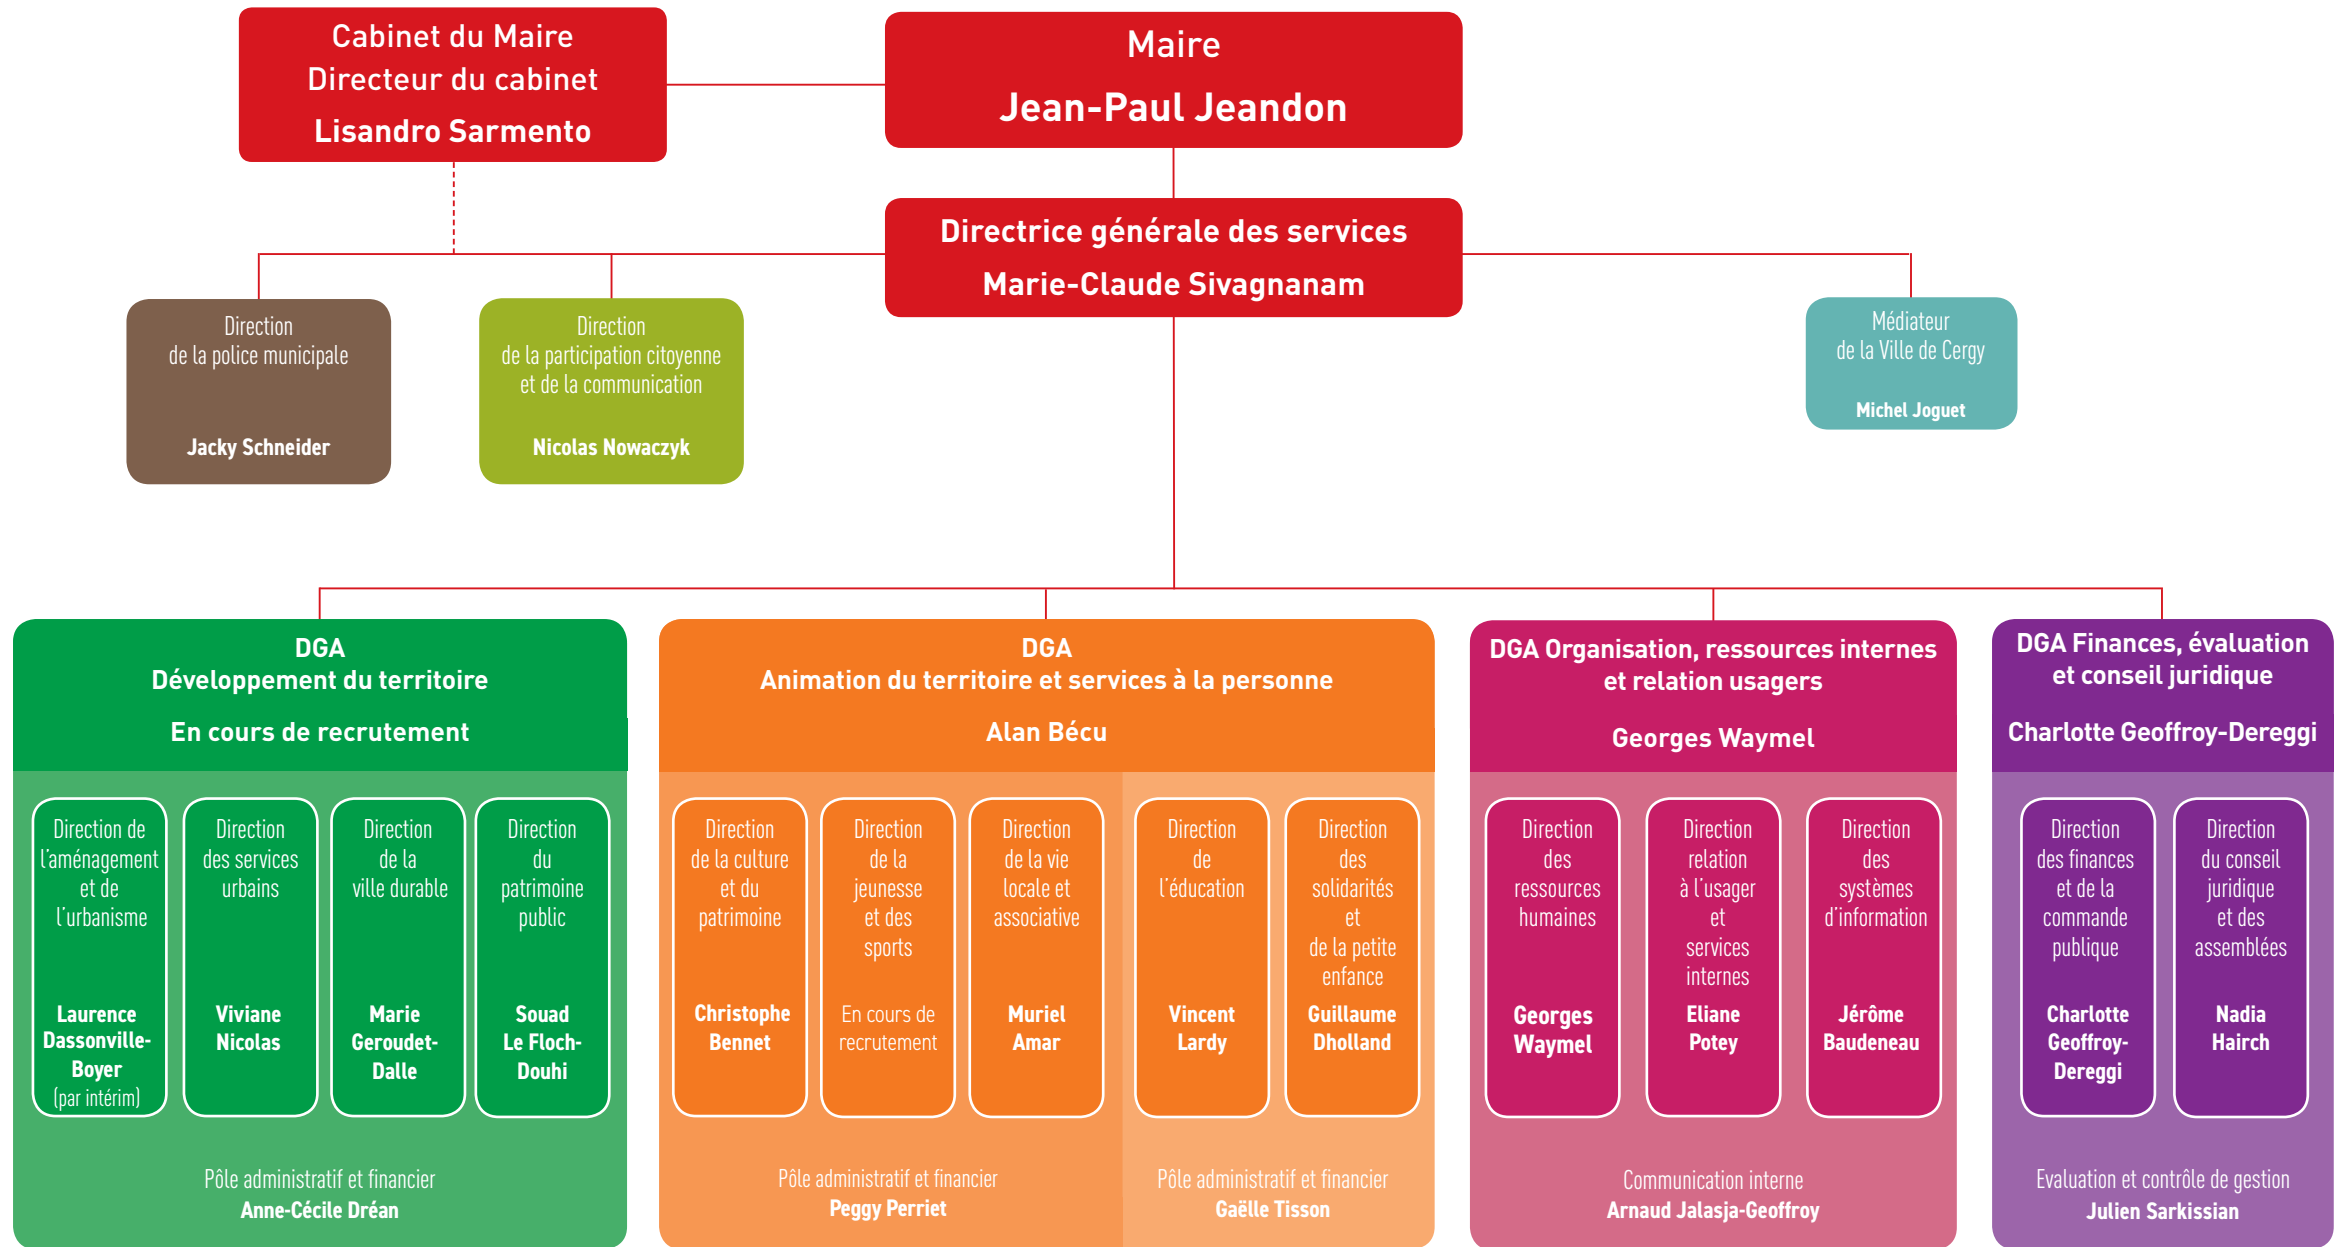 Cabinet du Maire
Directeur du cabinet
Lisandro Sarmento
Maire
Jean-Paul Jeandon
Directrice générale des services
Marie-Claude Sivagnanam
Direction
de la police municipale
Jacky Schneider
Direction
de la participation citoyenne
et de la communication
Nicolas Nowaczyk
Médiateur
de la Ville de Cergy
Michel Joguet
DGA
Développement du territoire
En cours de recrutement
Direction de
l'aménagement
et de
l'urbanisme
Laurence
Dassonville-
Boyer
(par intérim)
Direction
des services
urbains
Viviane
Nicolas
Direction
de la
ville durable
Marie
Geroudet-
Dalle
Direction
du
patrimoine
public
Souad
Le Floch-
Douhi
Pôle administratif et financier
Anne-Cécile Dréan
DGA
Animation du territoire et services à la personne
Alan Bécu
Direction
de la culture
et du
patrimoine
Christophe
Bennet
Direction
de la
jeunesse
et des
sports
En cours de
recrutement
Direction
de la vie
locale et
associative
Muriel
Amar
Pôle administratif et financier
Peggy Perriet
Direction
de
l'éducation
Vincent
Lardy
Direction
des
solidarités
et
de la petite
enfance
Guillaume
Dholland
Pôle administratif et financier
Gaëlle Tisson
DGA Organisation, ressources internes
et relation usagers
Georges Waymel
Direction
des
ressources
humaines
Georges
Waymel
Direction
relation
à l'usager
et
services
internes
Eliane
Potey
Direction
des
systèmes
d'information
Jérôme
Baudeneau
Communication interne
Arnaud Jalasja-Geoffroy
DGA Finances, évaluation
et conseil juridique
Charlotte Geoffroy-Dereggi
Direction
des finances
et de la
commande
publique
Charlotte
Geoffroy-
Dereggi
Direction
du conseil
juridique
et des
assemblées
Nadia
Hairch
Evaluation et contrôle de gestion
Julien Sarkissian